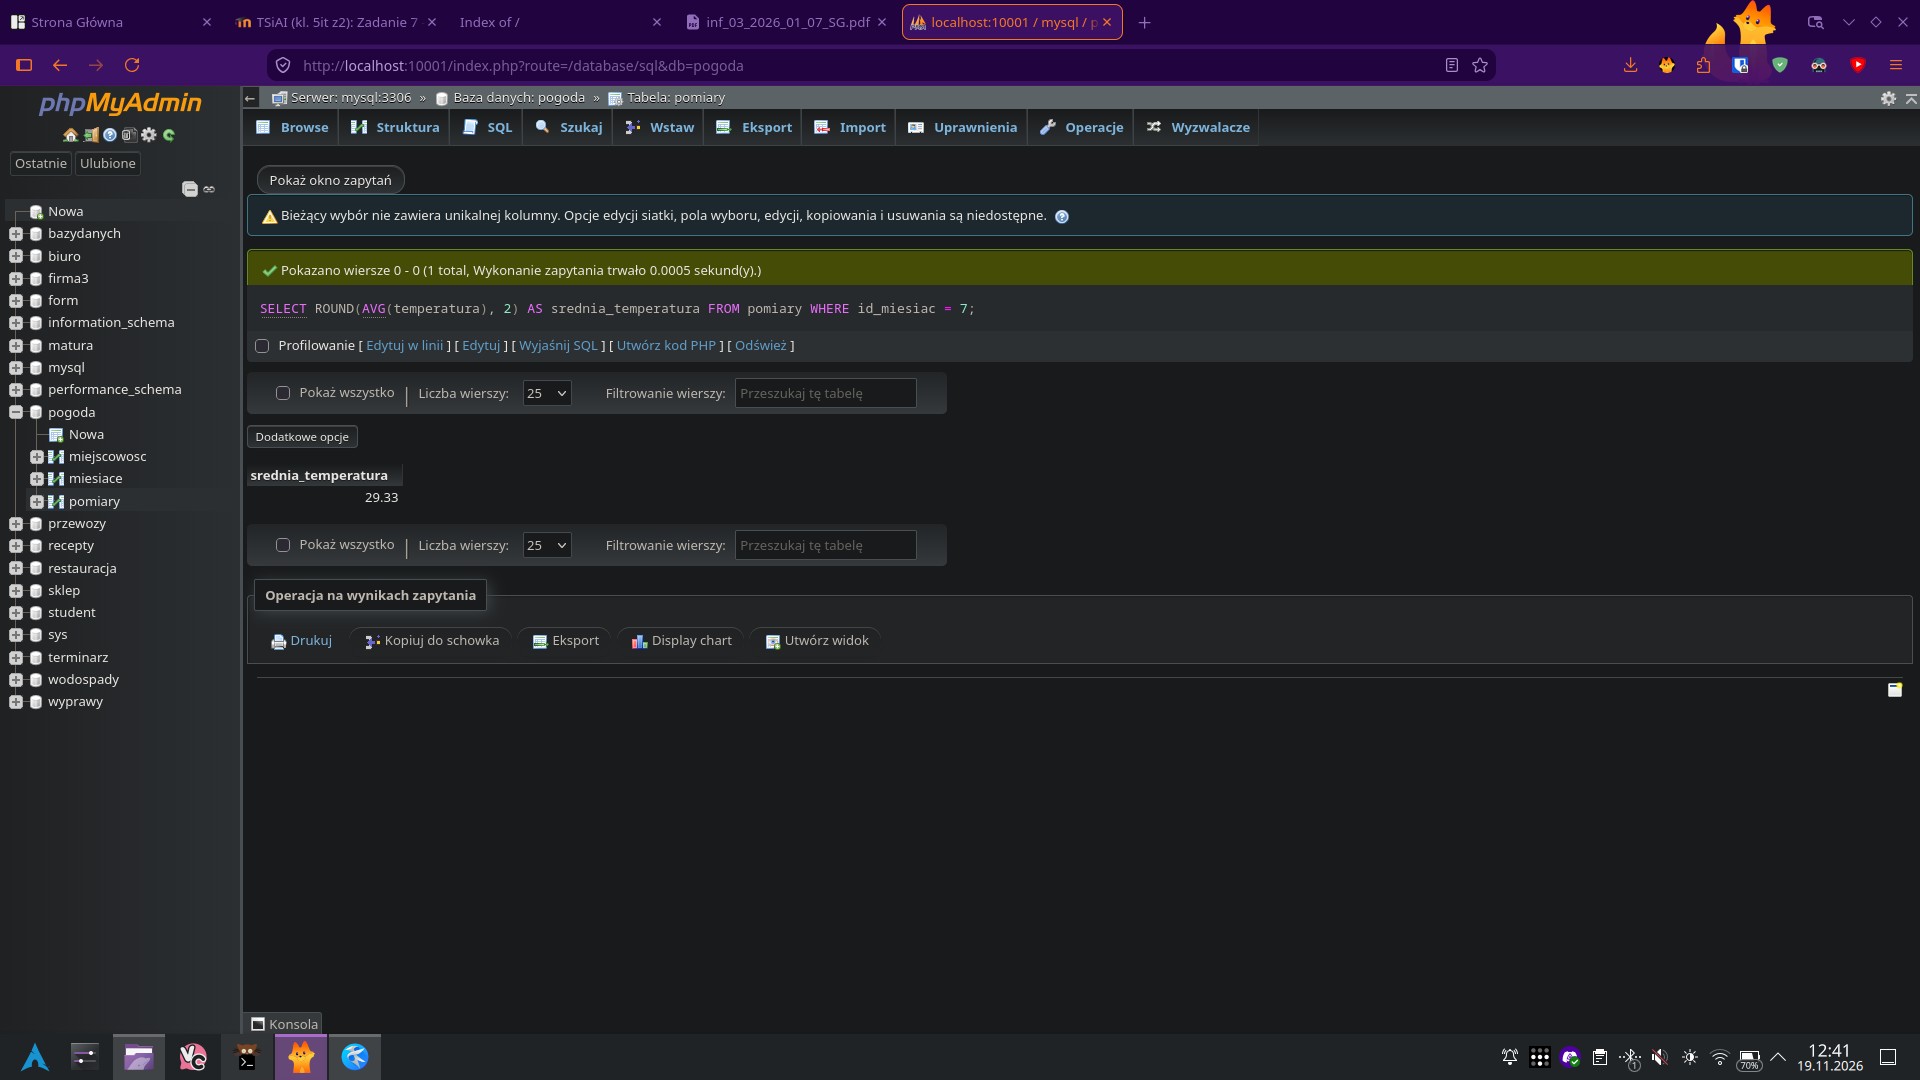 Strona Główna
TSiAI (kl. 5it z2): Zadanie 7
Index of /
inf_03_2026_01_07_SG.pdf
localhost:10001 / mysql / p
http://localhost:10001/index.php?route=/database/sql&db=pogoda
phpMyAdmin
Ostatnie
Ulubione
Nowa
bazydanych
biuro
firma3
form
information_schema
matura
mysql
performance_schema
pogoda
Nowa
miejscowosc
miesiace
pomiary
przewozy
recepty
restauracja
sklep
student
sys
terminarz
wodospady
wyprawy
Serwer: mysql:3306 » Baza danych: pogoda » Tabela: pomiary
Browse Struktura SQL Szukaj Wstaw Eksport Import Uprawnienia Operacje Wyzwalacze
Pokaż okno zapytań
Bieżący wybór nie zawiera unikalnej kolumny. Opcje edycji siatki, pola wyboru, edycji, kopiowania i usuwania są niedostępne.
Pokazano wiersze 0 - 0 (1 total, Wykonanie zapytania trwało 0.0005 sekund(y).)
SELECT ROUND(AVG(temperatura), 2) AS srednia_temperatura FROM pomiary WHERE id_miesiac = 7;
Profilowanie [ Edytuj w linii ] [ Edytuj ] [ Wyjaśnij SQL ] [ Utwórz kod PHP ] [ Odśwież ]
Pokaż wszystko | Liczba wierszy: 25 Filtrowanie wierszy: Przeszukaj tę tabelę
Dodatkowe opcje
srednia_temperatura
29.33
Pokaż wszystko | Liczba wierszy: 25 Filtrowanie wierszy: Przeszukaj tę tabelę
Operacja na wynikach zapytania
Drukuj Kopiuj do schowka Eksport Display chart Utwórz widok
Konsola
1
70%
12:41
19.11.2026